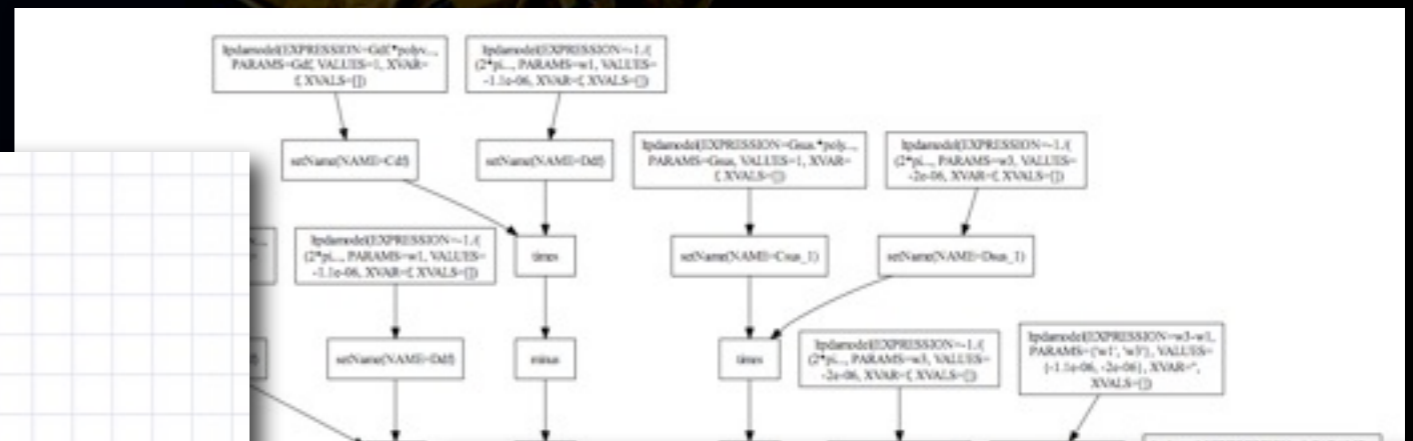 ltpdamodel(EXPRESSION=Gdf.*polyv...,
PARAMS=Gdf, VALUES=1, XVAR=
f, XVALS=[])
ltpdamodel(EXPRESSION=-1./(
(2*pi..., PARAMS=w1, VALUES=
-1.1e-06, XVAR=f, XVALS=[])
setName(NAME=Cdf)
setName(NAME=Ddf)
ltpdamodel(EXPRESSION=Gsus.*poly...,
PARAMS=Gsus, VALUES=1, XVAR=
f, XVALS=[])
ltpdamodel(EXPRESSION=-1./(
(2*pi..., PARAMS=w3, VALUES=
-2e-06, XVAR=f, XVALS=[])
ltpdamodel(EXPRESSION=-1./(
(2*pi..., PARAMS=w1, VALUES=
-1.1e-06, XVAR=f, XVALS=[])
times
setName(NAME=Csus_1)
setName(NAME=Dsus_1)
setName(NAME=Ddf)
minus
times
ltpdamodel(EXPRESSION=-1./(
(2*pi..., PARAMS=w3, VALUES=
-2e-06, XVAR=f, XVALS=[])
ltpdamodel(EXPRESSION=w3-w1,
PARAMS={'w1', 'w3'}, VALUES=
{-1.1e-06, -2e-06}, XVAR='',
XVALS=[])